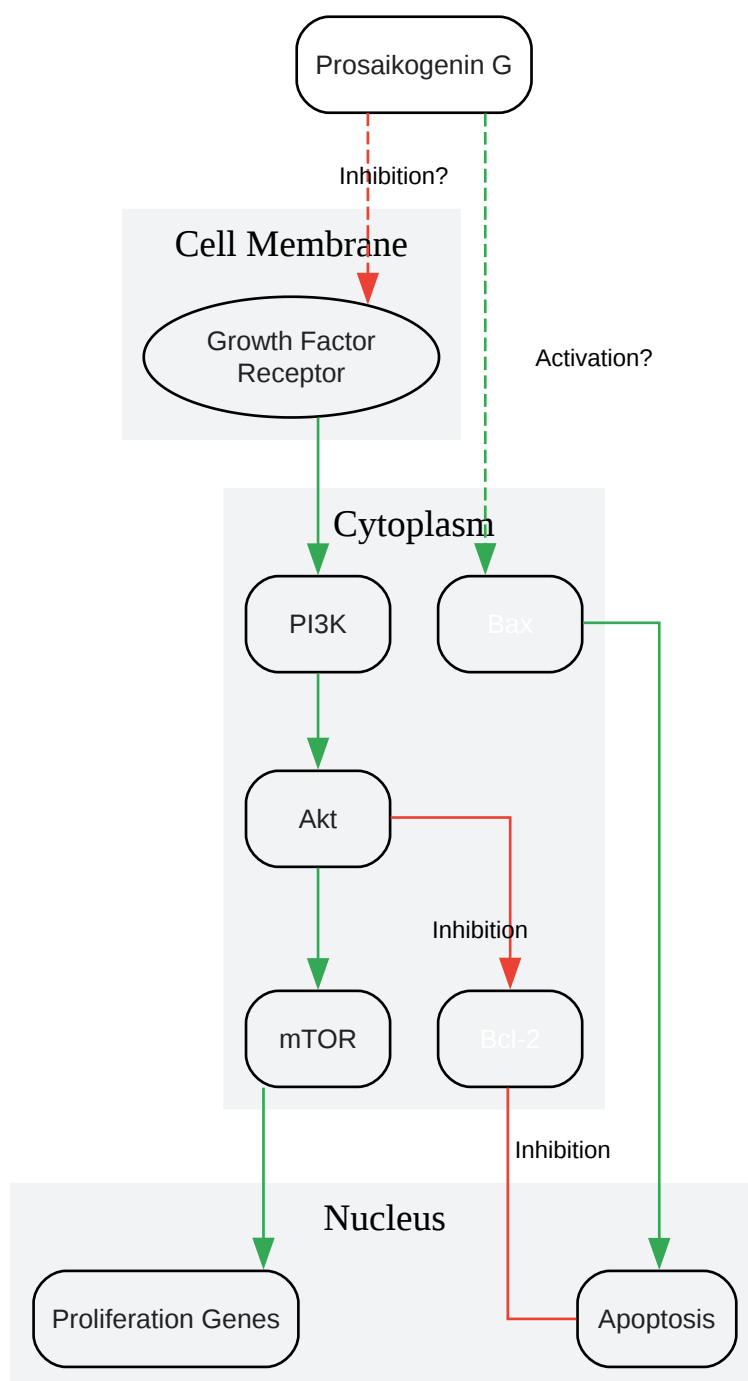 Prosaikogenin G
Inhibition?
Cell Membrane
Growth Factor
Receptor
Activation?
Cytoplasm
PI3K
Bax
Akt
Inhibition
mTOR
Bcl-2
Inhibition
Nucleus
Proliferation Genes
Apoptosis